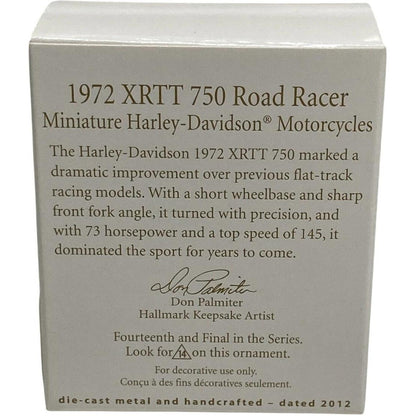 1972 XRTT 750 Road Racer
Miniature Harley-Davidson® Motorcycles
The Harley-Davidson 1972 XRTT 750 marked a
dramatic improvement over previous flat-track
racing models. With a short wheelbase and sharp
front fork angle, it turned with precision, and
with 73 horsepower and a top speed of 145, it
dominated the sport for years to come.
Don Palmiter
Don Palmiter
Hallmark Keepsake Artist
Fourteenth and Final in the Series.
Look for 14 on this ornament.
For decorative use only.
Conçu à des fins décoratives seulement.
die-cast metal and handcrafted – dated 2012